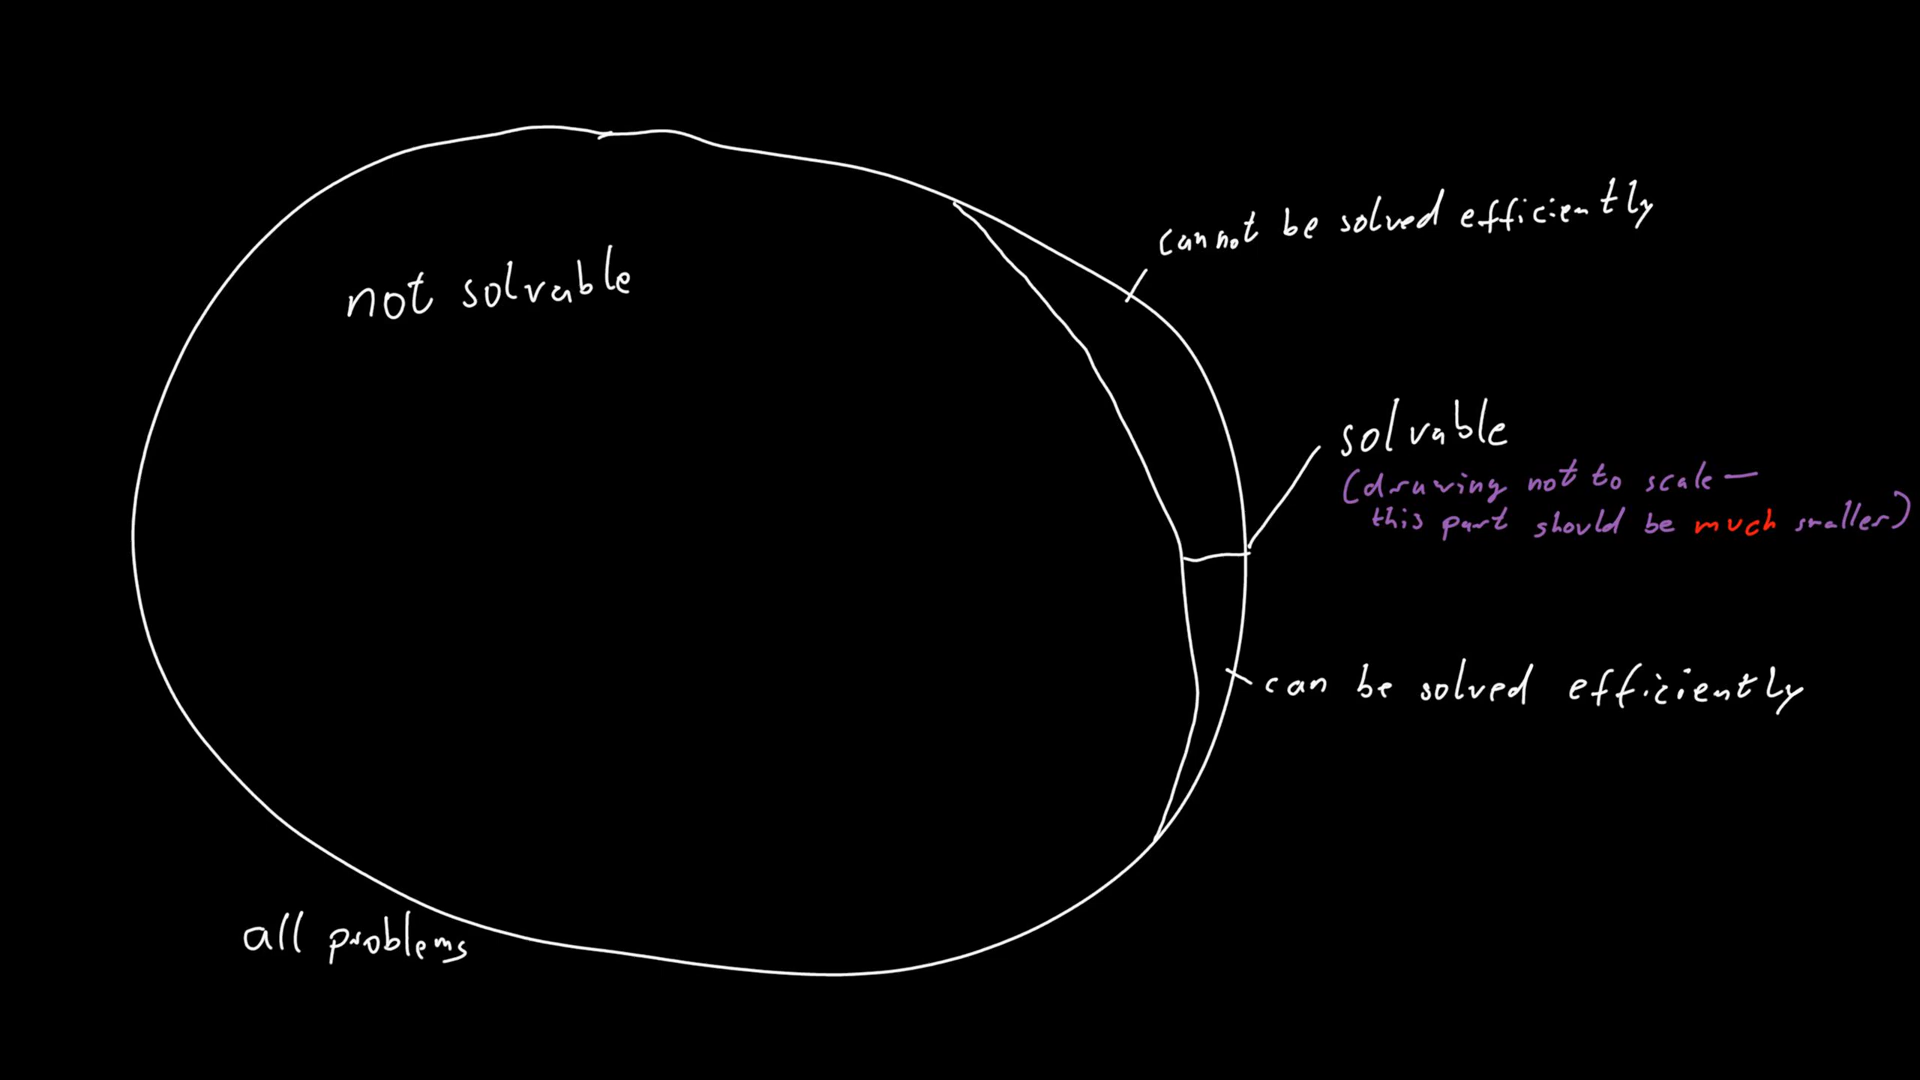 cannot be solved efficiently
not solvable
solvable
(drawing not to scale —
this part should be much smaller)
can be solved efficiently
all problems